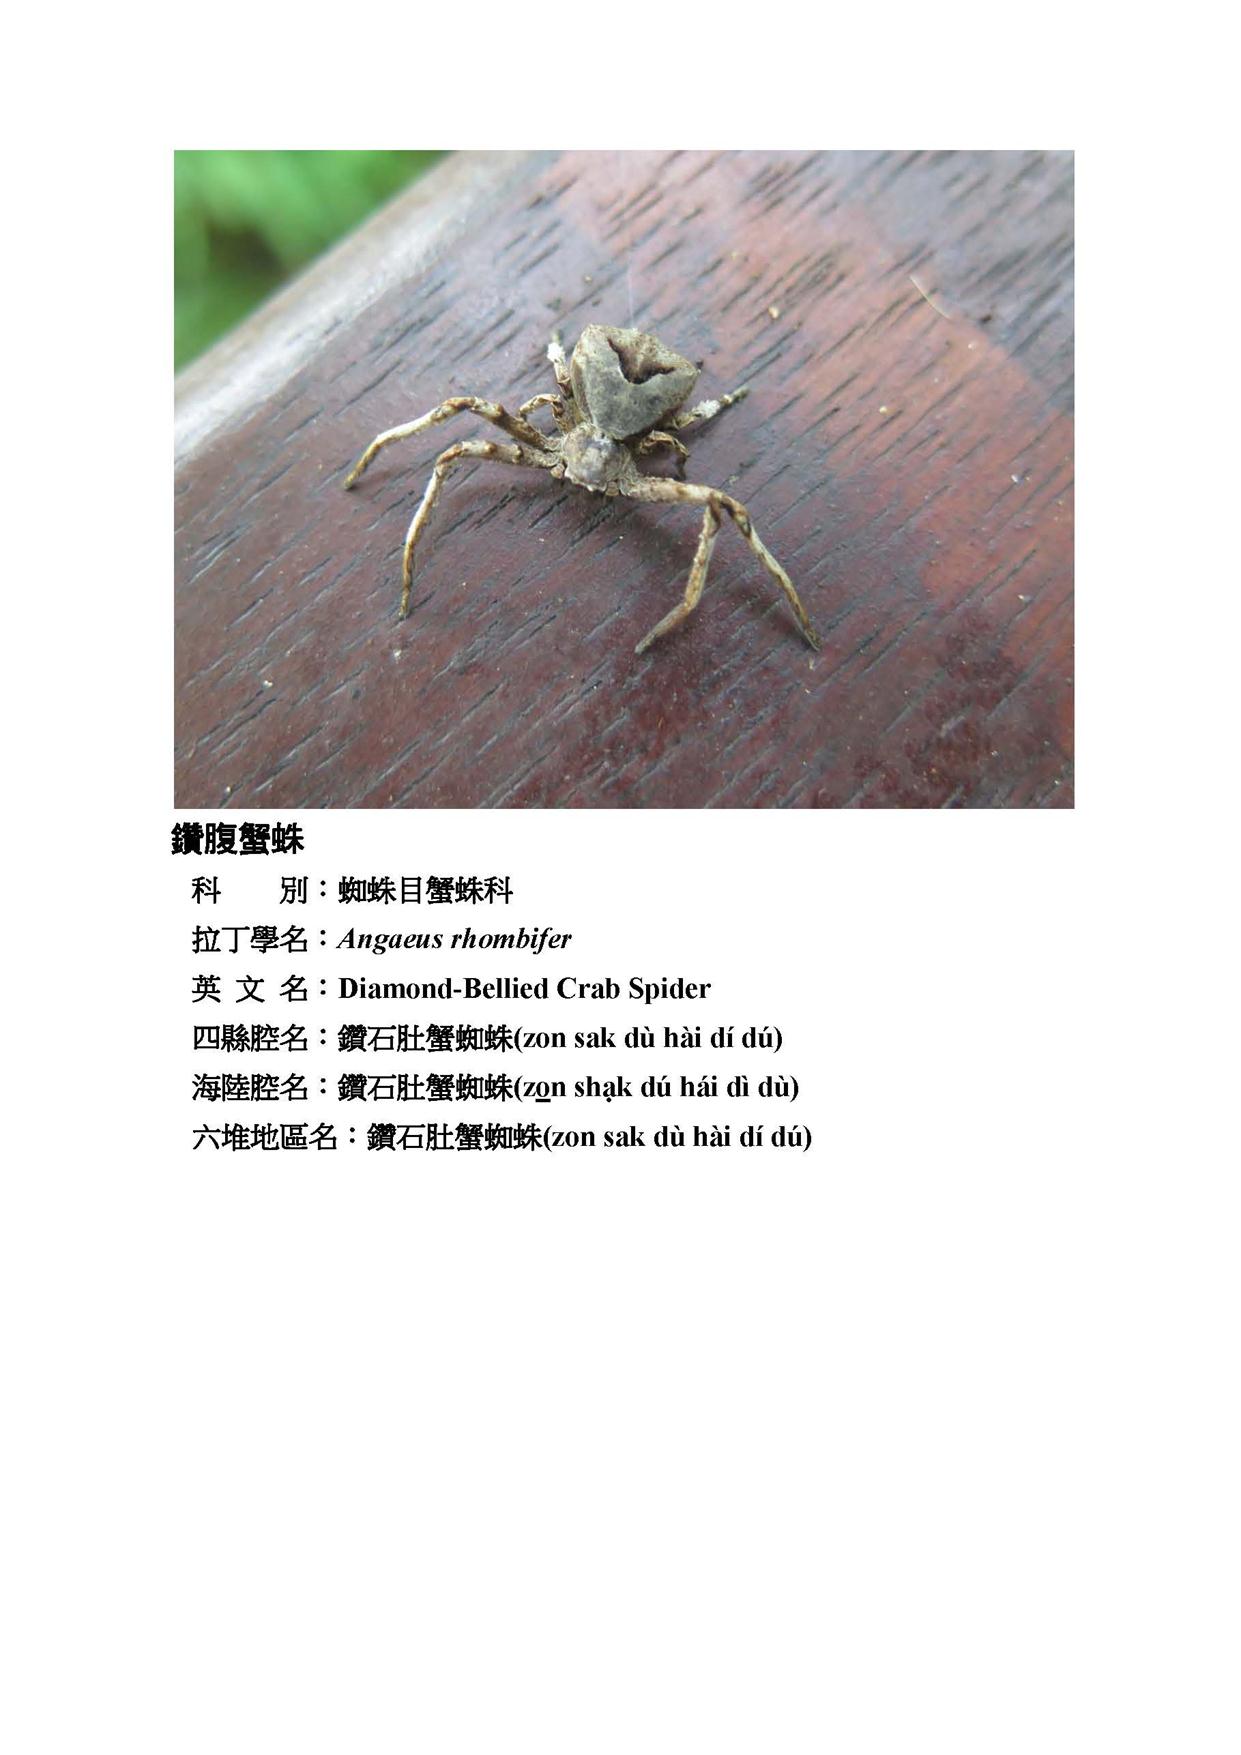 鑽腹蟹蛛
科　　別：蜘蛛目蟹蛛科
拉丁學名：Angaeus rhombifer
英 文 名：Diamond-Bellied Crab Spider
四縣腔名：鑽石肚蟹蜘蛛(zon sak dù hài dí dú)
海陸腔名：鑽石肚蟹蜘蛛(zo̲n shạk dú hái dì dù)
六堆地區名：鑽石肚蟹蜘蛛(zon sak dù hài dí dú)